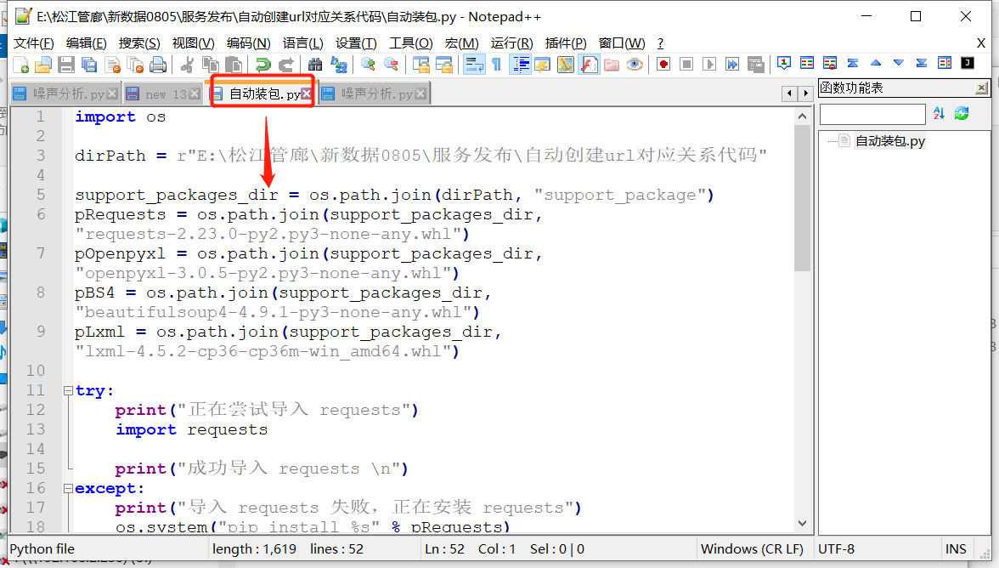 E:\松江管廊\新数据0805\服务发布\自动创建url对应关系代码\自动装包.py - Notepad++
文件(F) 编辑(E) 搜索(S) 视图(V) 编码(N) 语言(L) 设置(T) 工具(O) 宏(M) 运行(R) 插件(P) 窗口(W) ? X
噪声分析.py new 13 自动装包.py 噪声分析.py
函数功能表
自动装包.py
1 import os
2
3 dirPath = r"E:\松江管廊\新数据0805\服务发布\自动创建url对应关系代码"
4
5 support_packages_dir = os.path.join(dirPath, "support_package")
6 pRequests = os.path.join(support_packages_dir,
"requests-2.23.0-py2.py3-none-any.whl")
7 pOpenpyxl = os.path.join(support_packages_dir,
"openpyxl-3.0.5-py2.py3-none-any.whl")
8 pBS4 = os.path.join(support_packages_dir,
"beautifulsoup4-4.9.1-py3-none-any.whl")
9 pLxml = os.path.join(support_packages_dir,
"lxml-4.5.2-cp36-cp36m-win_amd64.whl")
10
11 try:
12 print("正在尝试导入 requests")
13 import requests
14
15 print("成功导入 requests \n")
16 except:
17 print("导入 requests 失败，正在安装 requests")
18 os.system("pip install %s" % pRequests)
Python file length : 1,619 lines : 52 Ln : 52 Col : 1 Sel : 0 | 0 Windows (CR LF) UTF-8 INS